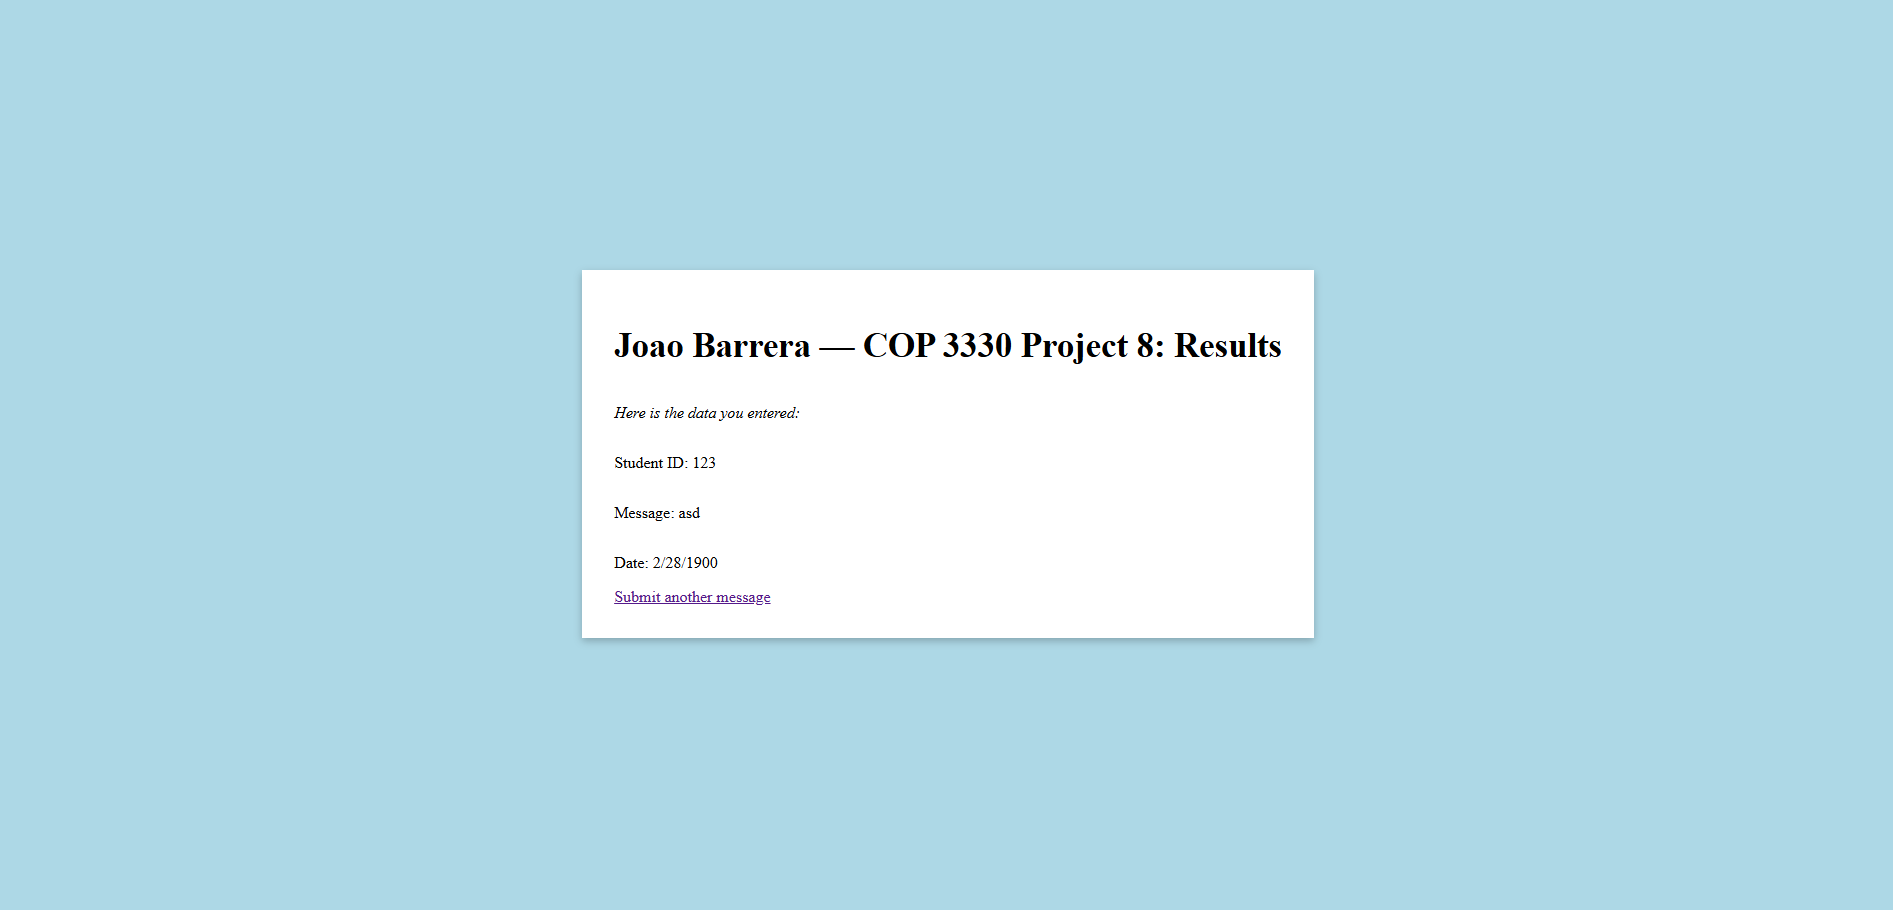 Joao Barrera — COP 3330 Project 8: Results
Here is the data you entered:
Student ID: 123
Message: asd
Date: 2/28/1900
Submit another message